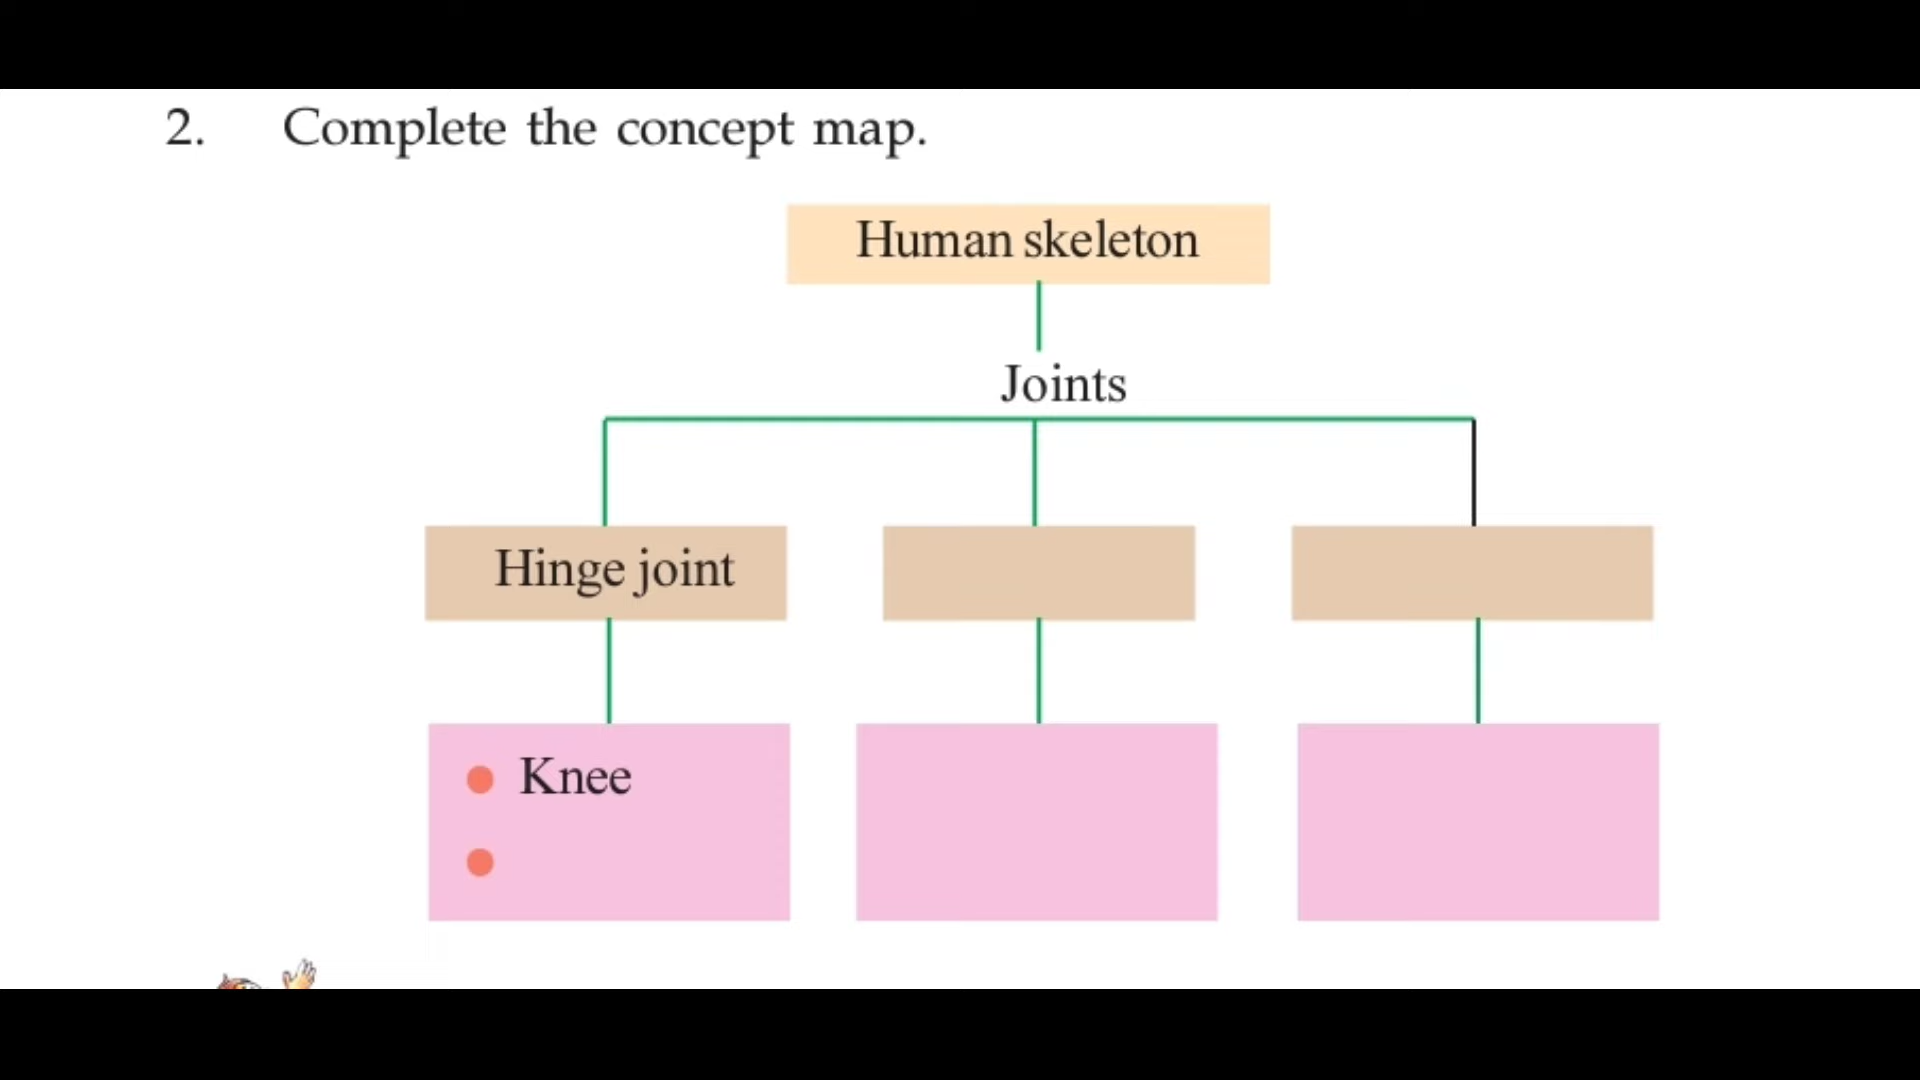 2. Complete the concept map.
Human skeleton
Joints
Hinge joint
Knee